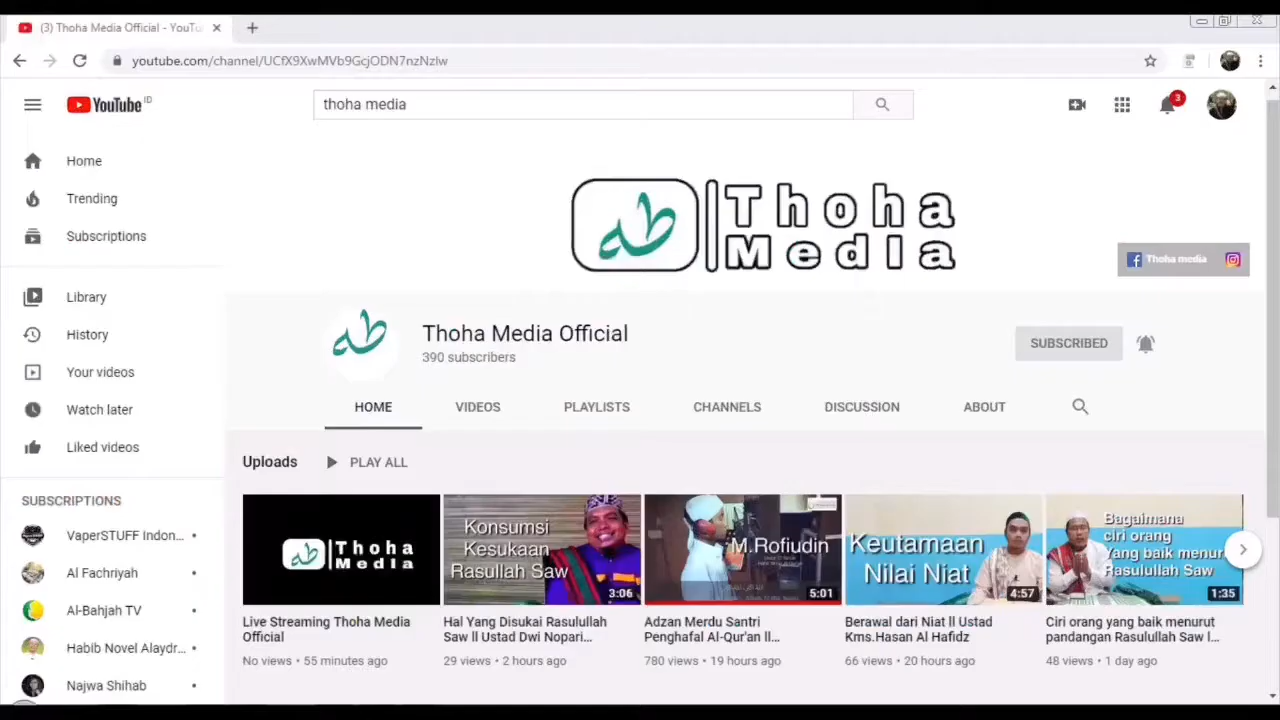 (3) Thoha Media Official - YouTu
youtube.com/channel/UCfX9XwMVb9GcjODN7nzNzlw
YouTube ID
thoha media
3
Home
Trending
Subscriptions
Library
History
Your videos
Watch later
Liked videos
SUBSCRIPTIONS
VaperSTUFF Indon...
Al Fachriyah
Al-Bahjah TV
Habib Novel Alaydr...
Najwa Shihab
طه
Thoha
Media
Thoha media
طه
Thoha Media Official
390 subscribers
SUBSCRIBED
HOME VIDEOS PLAYLISTS CHANNELS DISCUSSION ABOUT
Uploads PLAY ALL
طه
Thoha
Media
Live Streaming Thoha Media
Official
No views • 55 minutes ago
Konsumsi
Kesukaan
Rasullah Saw
3:06
Hal Yang Disukai Rasulullah
Saw ll Ustad Dwi Nopari...
29 views • 2 hours ago
M.Rofiudin
5:01
Adzan Merdu Santri
Penghafal Al-Qur'an ll...
780 views • 19 hours ago
Keutamaan
Nilai Niat
4:57
Berawal dari Niat ll Ustad
Kms.Hasan Al Hafidz
66 views • 20 hours ago
Bagaimana
ciri orang
Yang baik menur
Rasulullah Saw
1:35
Ciri orang yang baik menurut
pandangan Rasulullah Saw l...
48 views • 1 day ago